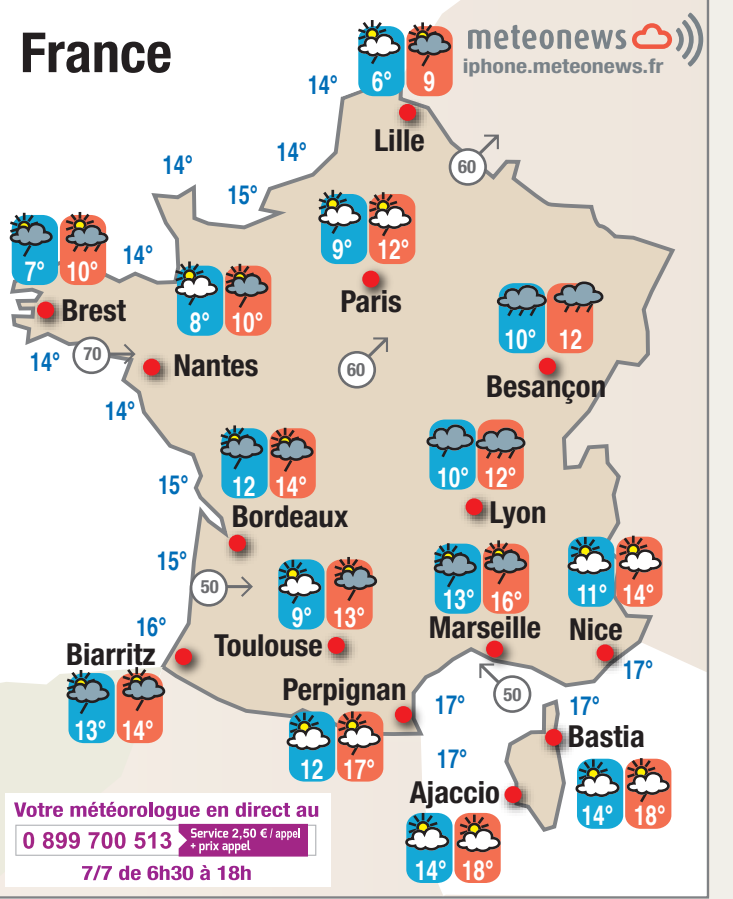 France
meteonews
iphone.meteonews.fr
6° 9
14°
Lille
14°
60
14°
15°
9° 12°
7° 10°
14°
8° 10°
Paris
Brest
10° 12
14°
70
Nantes
60
Besançon
14°
12 14°
10° 12°
15°
Bordeaux
Lyon
15°
50
9° 13°
13° 16°
11° 14°
16°
Marseille
Nice
Biarritz
Toulouse
17°
13° 14°
Perpignan
50
17°
17°
12 17°
Bastia
17°
Ajaccio
14° 18°
14° 18°
Votre météorologue en direct au
0 899 700 513 Service 2,50 € / appel
+ prix appel
7/7 de 6h30 à 18h